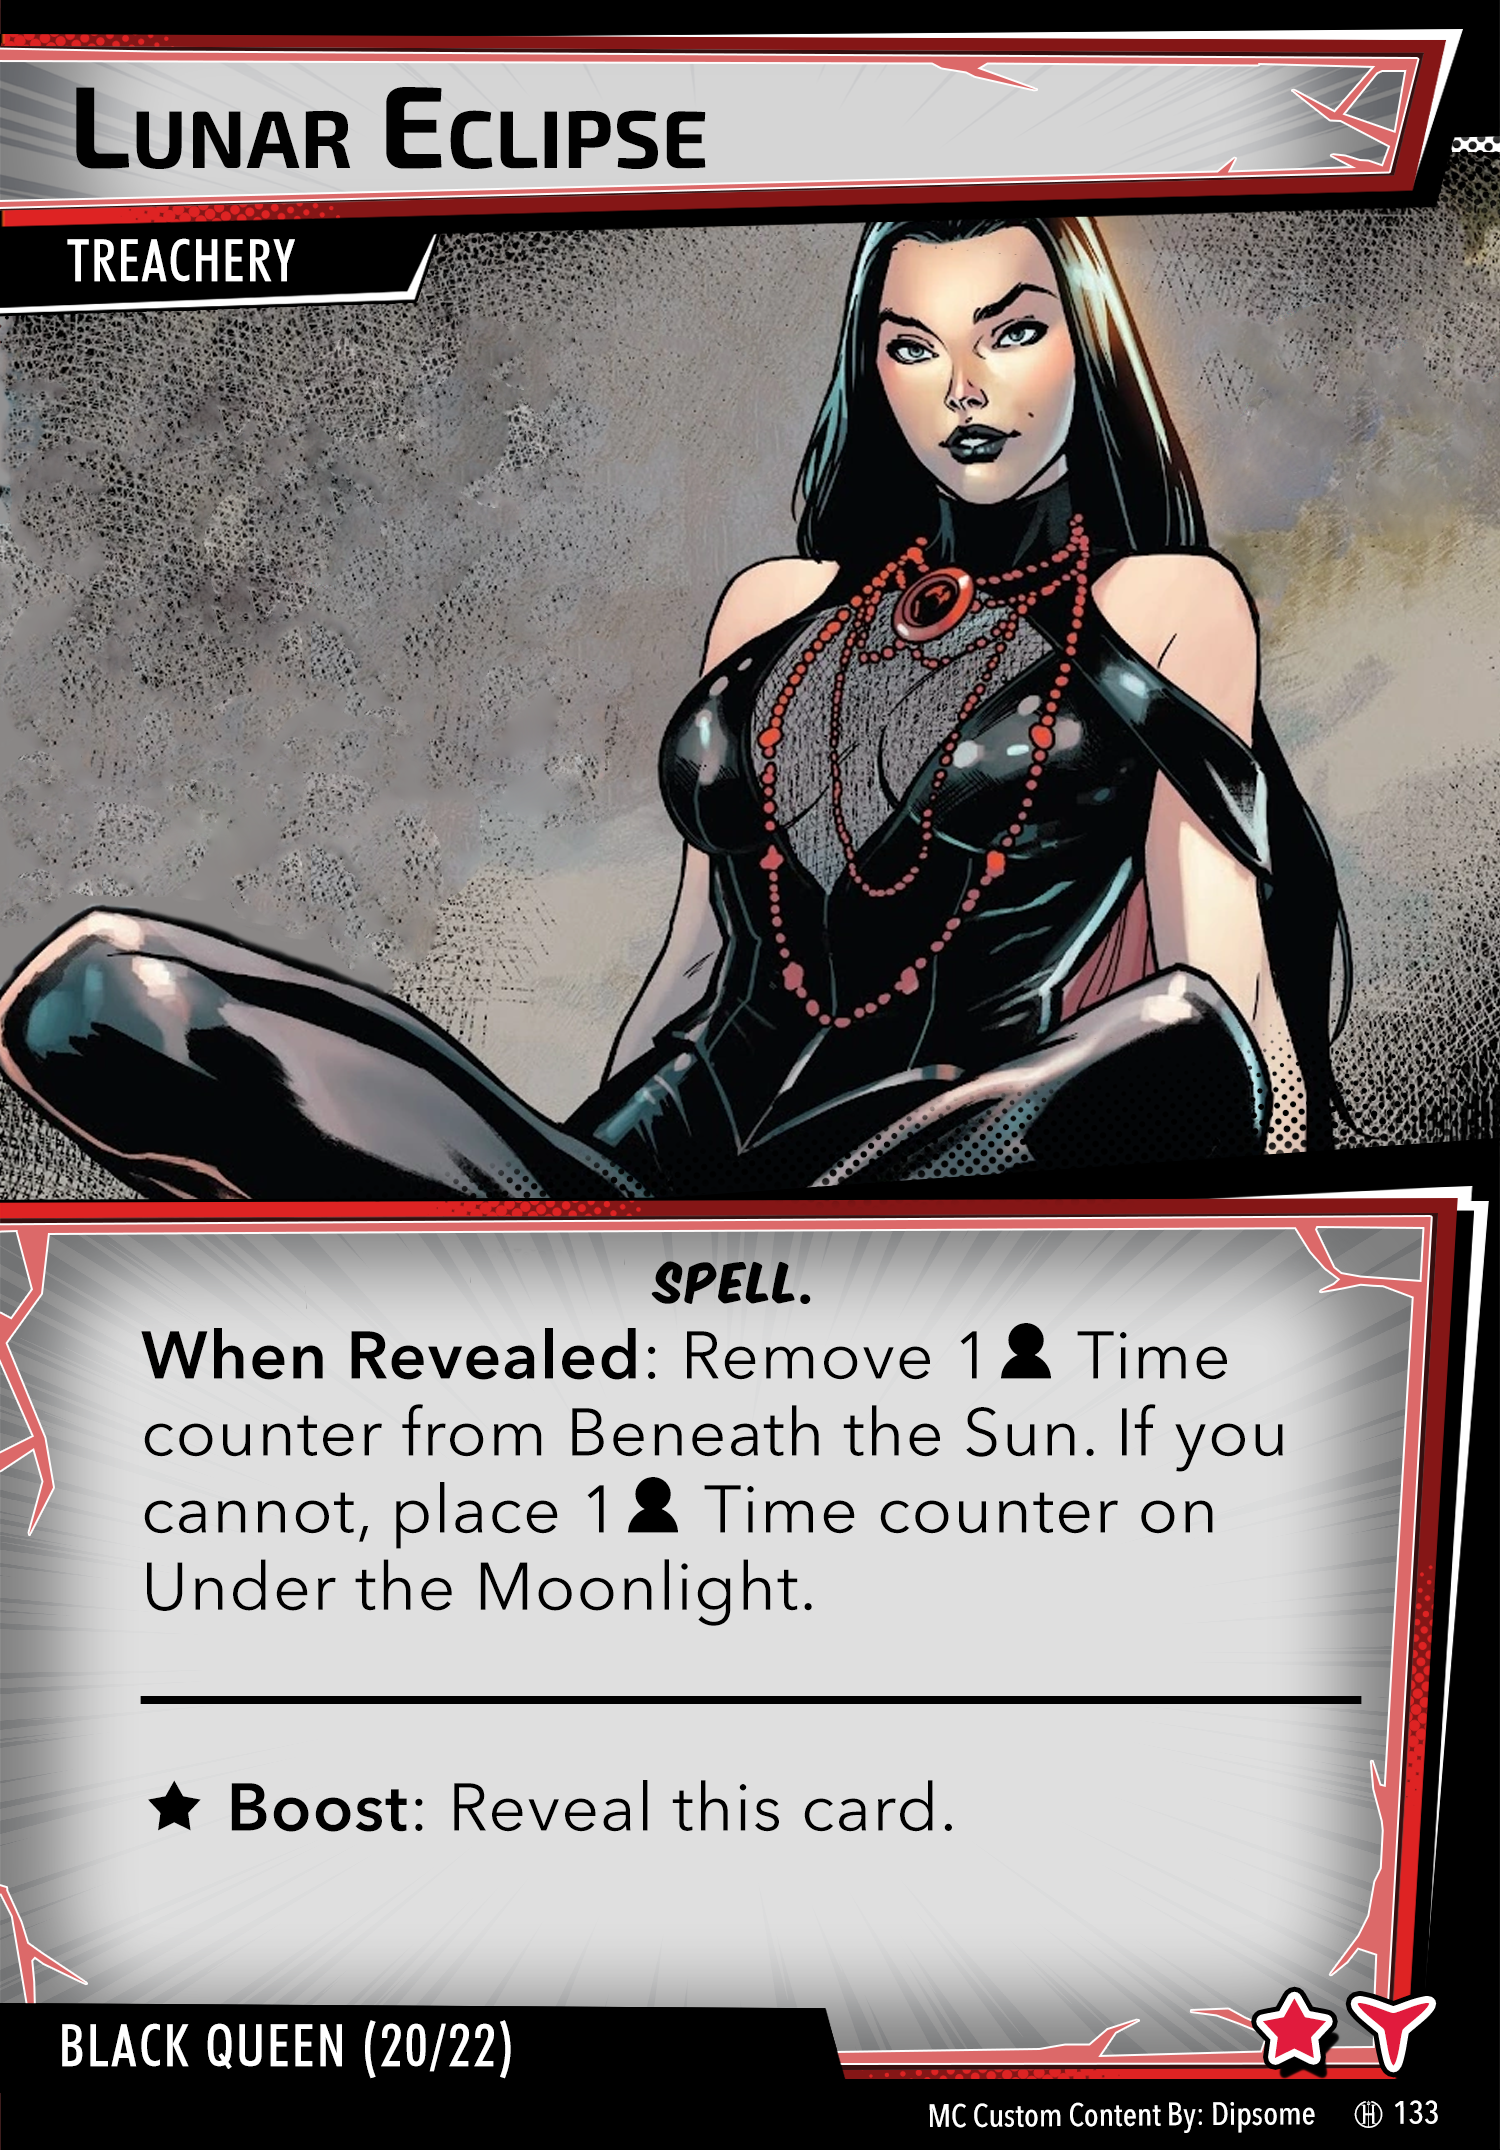 LUNAR ECLIPSE
TREACHERY
SPELL.
When Revealed: Remove 1 Time
counter from Beneath the Sun. If you
cannot, place 1 Time counter on
Under the Moonlight.
Boost: Reveal this card.
BLACK QUEEN (20/22)
MC Custom Content By: Dipsome 133